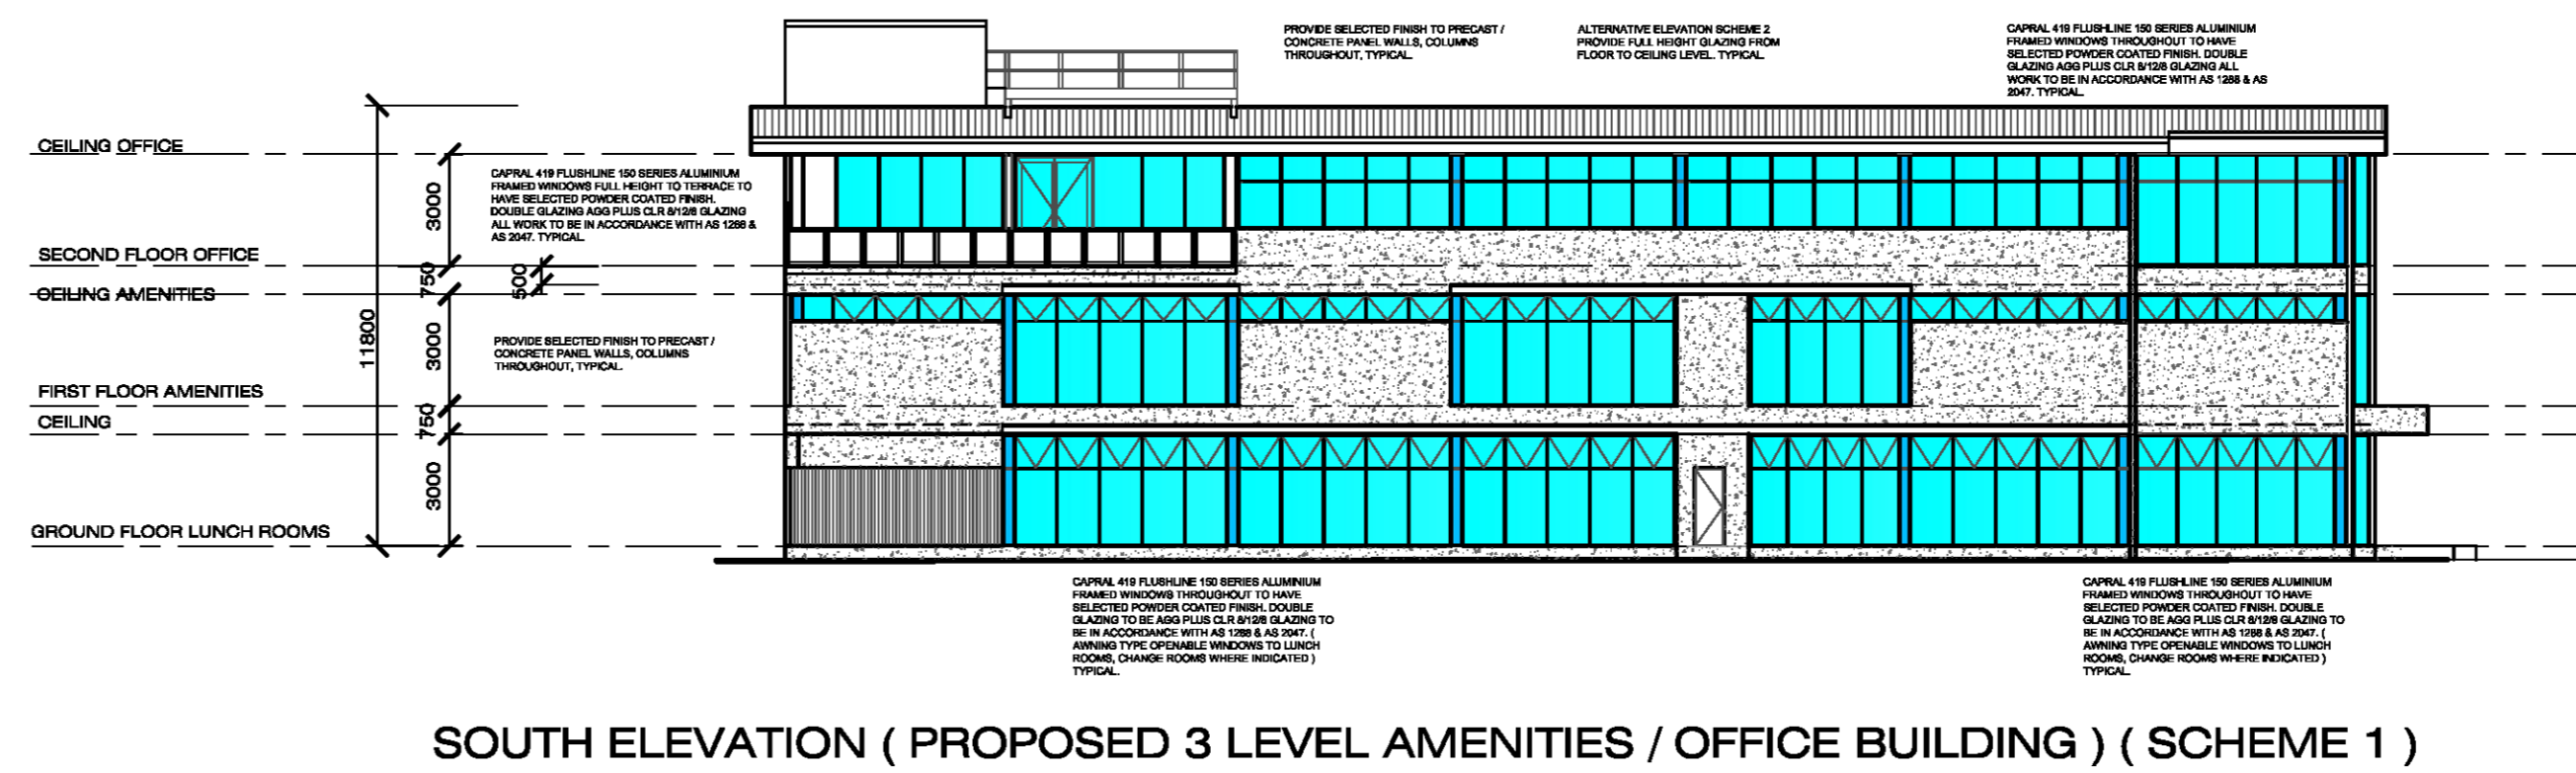 PROVIDE SELECTED FINISH TO PRECAST /
CONCRETE PANEL WALLS, COLUMNS
THROUGHOUT, TYPICAL.
ALTERNATIVE ELEVATION SCHEME 2
PROVIDE FULL HEIGHT GLAZING FROM
FLOOR TO CEILING LEVEL. TYPICAL
CAPRAL 419 FLUSHLINE 150 SERIES ALUMINIUM
FRAMED WINDOWS THROUGHOUT TO HAVE
SELECTED POWDER COATED FINISH. DOUBLE
GLAZING AGG PLUS CLR 8/12/8 GLAZING ALL
WORK TO BE IN ACCORDANCE WITH AS 1288 & AS
2047. TYPICAL.
CEILING OFFICE
SECOND FLOOR OFFICE
CEILING AMENITIES
FIRST FLOOR AMENITIES
CEILING
GROUND FLOOR LUNCH ROOMS
11800
3000
750
500
3000
750
3000
CAPRAL 419 FLUSHLINE 150 SERIES ALUMINIUM
FRAMED WINDOWS FULL HEIGHT TO TERRACE TO
HAVE SELECTED POWDER COATED FINISH.
DOUBLE GLAZING AGG PLUS CLR 8/12/8 GLAZING
ALL WORK TO BE IN ACCORDANCE WITH AS 1288 &
AS 2047. TYPICAL
PROVIDE SELECTED FINISH TO PRECAST /
CONCRETE PANEL WALLS, COLUMNS
THROUGHOUT, TYPICAL.
CAPRAL 419 FLUSHLINE 150 SERIES ALUMINIUM
FRAMED WINDOWS THROUGHOUT TO HAVE
SELECTED POWDER COATED FINISH. DOUBLE
GLAZING TO BE AGG PLUS CLR 8/12/8 GLAZING TO
BE IN ACCORDANCE WITH AS 1288 & AS 2047. (
AWNING TYPE OPENABLE WINDOWS TO LUNCH
ROOMS, CHANGE ROOMS WHERE INDICATED )
TYPICAL.
CAPRAL 419 FLUSHLINE 150 SERIES ALUMINIUM
FRAMED WINDOWS THROUGHOUT TO HAVE
SELECTED POWDER COATED FINISH. DOUBLE
GLAZING TO BE AGG PLUS CLR 8/12/8 GLAZING TO
BE IN ACCORDANCE WITH AS 1288 & AS 2047. (
AWNING TYPE OPENABLE WINDOWS TO LUNCH
ROOMS, CHANGE ROOMS WHERE INDICATED )
TYPICAL
SOUTH ELEVATION ( PROPOSED 3 LEVEL AMENITIES / OFFICE BUILDING ) ( SCHEME 1 )